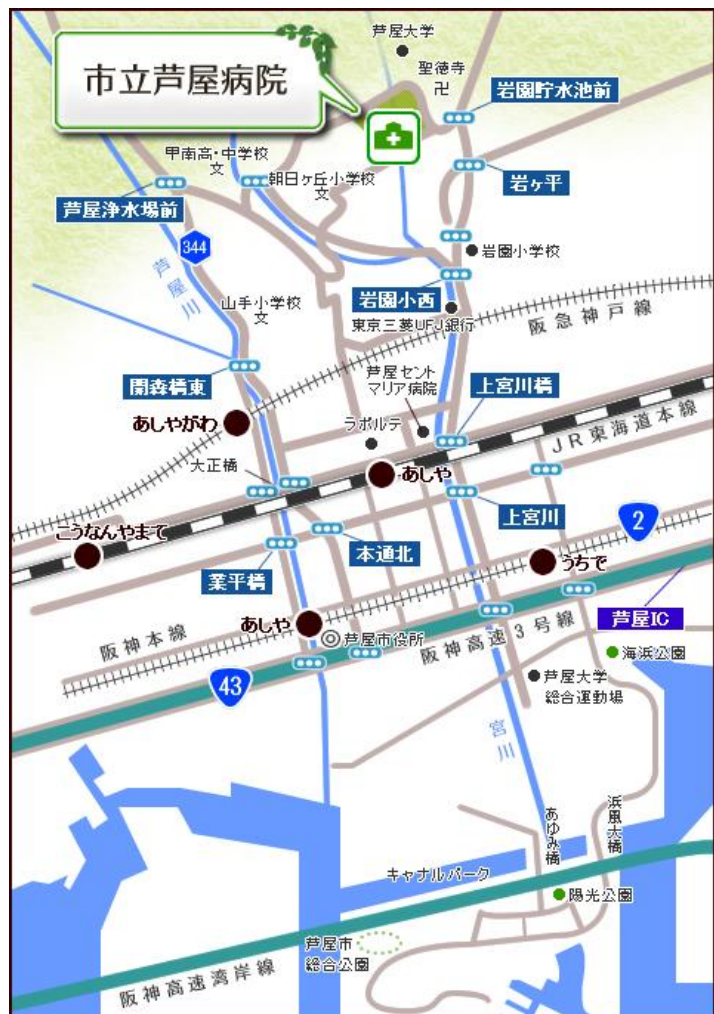 芦屋大学
市立芦屋病院
聖徳寺
卍
岩園貯水池前
甲南高・中学校
文
朝日ヶ丘小学校
文
岩ヶ平
芦屋浄水場前
344
岩園小学校
芦屋川
山手小学校
文
岩園小西
東京三菱UFJ銀行
阪急神戸線
開森橋東
芦屋セント
マリア病院
上宮川橋
あしやがわ
ラポルテ
JR東海道本線
大正橋
あしや
上宮川
2
こうなんやまて
本通北
業平橋
うちで
芦屋IC
あしや
阪神本線
芦屋市役所
阪神高速3号線
海浜公園
43
芦屋大学
総合運動場
宮川
あゆみ橋
浜風大橋
キャナルパーク
陽光公園
芦屋市
総合公園
阪神高速湾岸線